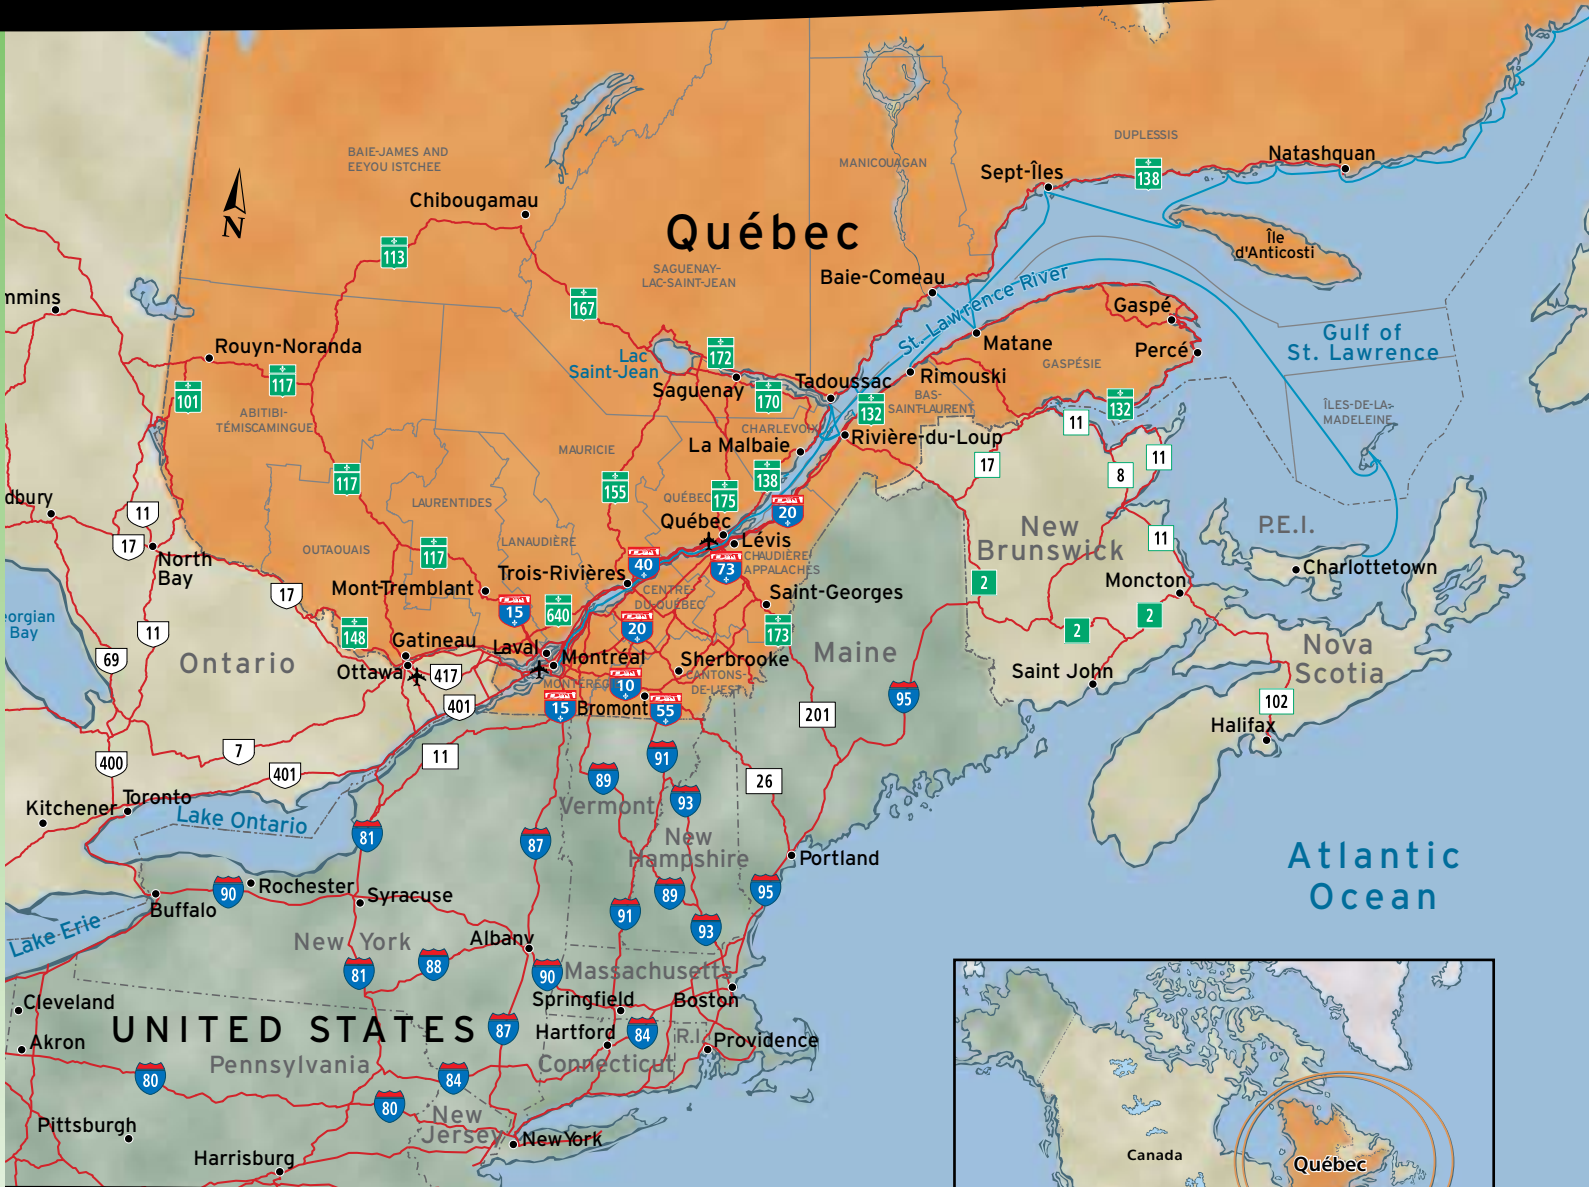 DUPLESSIS
BAIE-JAMES AND
EEYOU ISTCHEE
MANICOUAGAN
Natashquan
Sept-Îles
138
N
Chibougamau
Québec
113
Île
d'Anticosti
SAGUENAY–
LAC-SAINT-JEAN
Baie-Comeau
St. Lawrence River
167
Gaspé
Matane
Percé
Gulf of
St. Lawrence
GASPÉSIE
Rouyn-Noranda
117
101
Lac
Saint-Jean
172
Saguenay
170
Tadoussac
Rimouski
BAS-
SAINT-LAURENT
132
132
ABITIBI-
TÉMISCAMINGUE
ÎLES-DE-LA-
MADELEINE
11
CHARLEVOIX
La Malbaie
Rivière-du-Loup
MAURICIE
17
8
11
117
155
138
175
QUÉBEC
Québec
20
LAURENTIDES
11
17
North
Bay
OUTAOUAIS
117
LANAUDIÈRE
40
Lévis
73
CHAUDIÈRE
APPALACHES
New
Brunswick
11
P.E.I.
Charlottetown
Moncton
2
2
2
Mont-Tremblant
Trois-Rivières
CENTRE-
DU-QUÉBEC
Saint-Georges
17
15
640
20
173
148
Gatineau
Ottawa
417
Laval
Montréal
Sherbrooke
CANTONS-
DE-L'EST
10
Bromont
15
55
401
Maine
95
201
Saint John
Nova
Scotia
102
Halifax
Bay
11
69
Ontario
7
400
401
11
Kitchener
Toronto
Lake Ontario
81
87
89
91
93
26
Vermont
New
Hampshire
Portland
89
91
93
95
Atlantic
Ocean
90
Rochester
Syracuse
Buffalo
Lake Erie
New York
81
88
Albany
90
Massachusetts
Springfield
Boston
Cleveland
Akron
UNITED STATES
Pennsylvania
87
Hartford
84
R.I.
Providence
Connecticut
80
84
80
New
Jersey
New York
Pittsburgh
Harrisburg
Canada
Québec